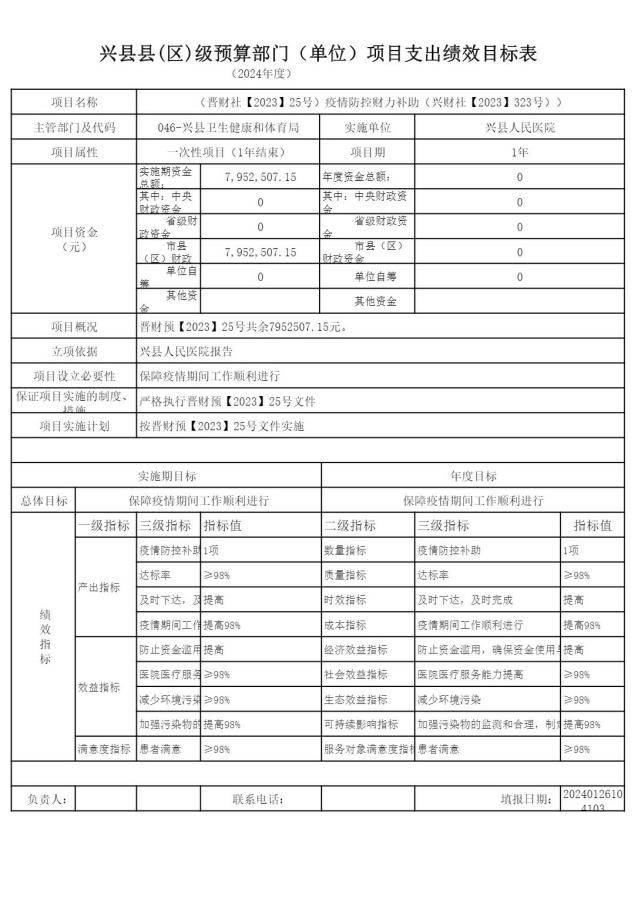 兴县县(区)级预算部门（单位）项目支出绩效目标表
（2024年度）
项目名称 （晋财社【2023】25号）疫情防控财力补助（兴财社【2023】323号））
主管部门及代码 046-兴县卫生健康和体育局 实施单位 兴县人民医院
项目属性 一次性项目（1年结束） 项目期 1年
项目资金
（元）
实施期资金总额： 7,952,507.15 年度资金总额： 0
其中：中央财政资金 0 其中：中央财政资金 0
省级财政资金 0 省级财政资金 0
市县（区）财政 7,952,507.15 市县（区）财政资金 0
单位自筹 0 单位自筹 0
其他资金 其他资金
项目概况 晋财预【2023】25号共余7952507.15元。
立项依据 兴县人民医院报告
项目设立必要性 保障疫情期间工作顺利进行
保证项目实施的制度、措施 严格执行晋财预【2023】25号文件
项目实施计划 按晋财预【2023】25号文件实施
实施期目标 年度目标
总体目标 保障疫情期间工作顺利进行 保障疫情期间工作顺利进行
绩效指标
一级指标 三级指标 指标值 二级指标 三级指标 指标值
产出指标
疫情防控补助 1项 数量指标 疫情防控补助 1项
达标率 ≥98% 质量指标 达标率 ≥98%
及时下达，及 提高 时效指标 及时下达，及时完成 提高
疫情期间工作 提高98% 成本指标 疫情期间工作顺利进行 提高98%
效益指标
防止资金滥用 提高 经济效益指标 防止资金滥用，确保资金使用 提高
医院医疗服务 ≥98% 社会效益指标 医院医疗服务能力提高 ≥98%
减少环境污染 ≥98% 生态效益指标 减少环境污染 ≥98%
加强污染物的 提高98% 可持续影响指标 加强污染物的监测和合理，制定 提高98%
满意度指标 患者满意 ≥98% 服务对象满意度指标 患者满意 ≥98%
负责人： 联系电话： 填报日期： 20240126104103